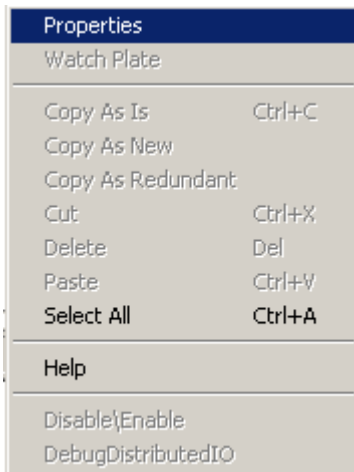 Properties
Watch Plate
Copy As Is Ctrl+C
Copy As New
Copy As Redundant
Cut Ctrl+X
Delete Del
Paste Ctrl+V
Select All Ctrl+A
Help
Disable\Enable
DebugDistributedIO